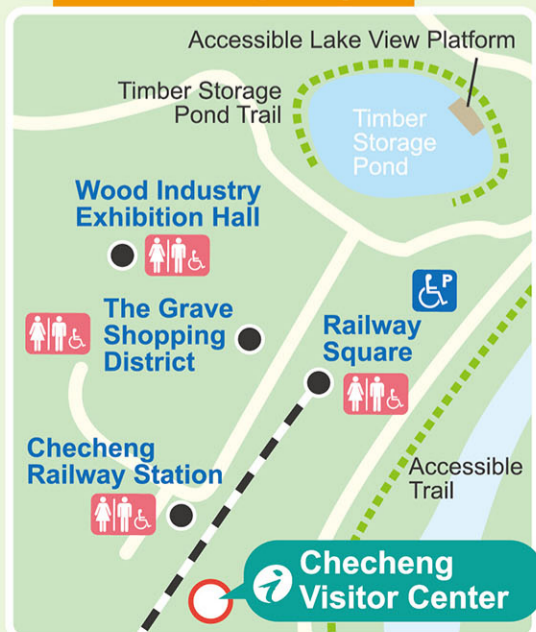 Accessible Lake View Platform
Timber Storage
Pond Trail
Timber
Storage
Pond
Wood Industry
Exhibition Hall
P
The Grave
Shopping
District
Railway
Square
Checheng
Railway Station
Accessible
Trail
Checheng
Visitor Center